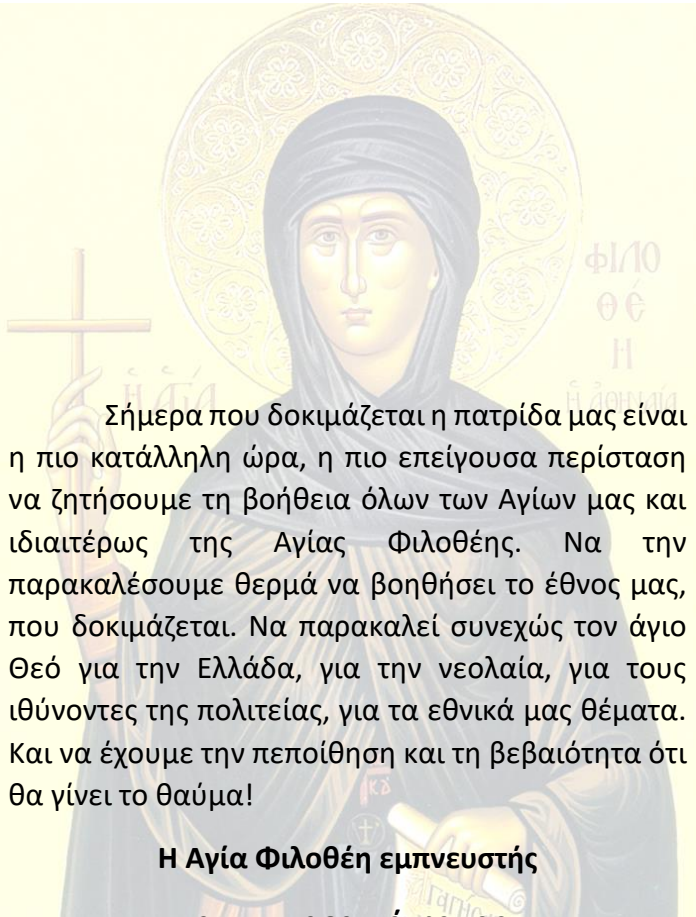 ΦΙΛΟ
ΘΈ
Η
Η ἉΓΊΑ
Η ΑΘΗΝΑΊΑ
Σήμερα που δοκιμάζεται η πατρίδα μας είναι
η πιο κατάλληλη ώρα, η πιο επείγουσα περίσταση
να ζητήσουμε τη βοήθεια όλων των Αγίων μας και
ιδιαιτέρως της Αγίας Φιλοθέης. Να την
παρακαλέσουμε θερμά να βοηθήσει το έθνος μας,
που δοκιμάζεται. Να παρακαλεί συνεχώς τον άγιο
Θεό για την Ελλάδα, για την νεολαία, για τους
ιθύνοντες της πολιτείας, για τα εθνικά μας θέματα.
Και να έχουμε την πεποίθηση και τη βεβαιότητα ότι
θα γίνει το θαύμα!
Η Αγία Φιλοθέη εμπνευστής